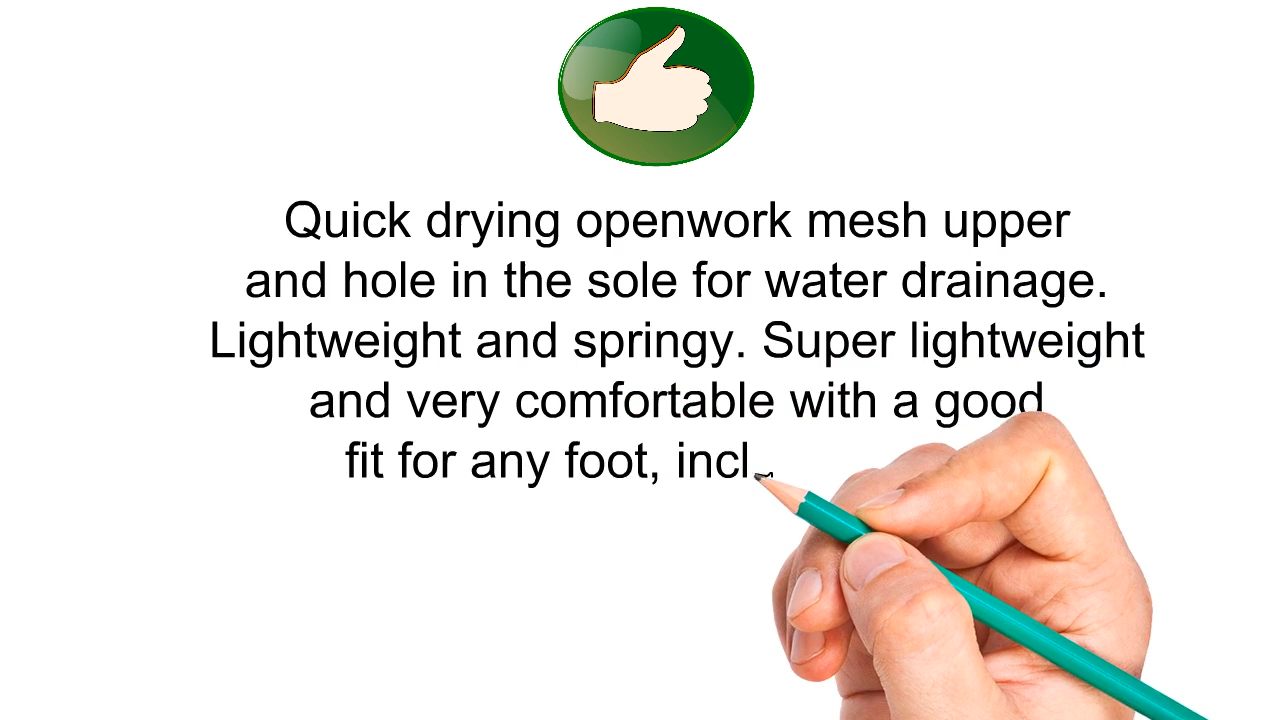 Quick drying openwork mesh upper
and hole in the sole for water drainage.
Lightweight and springy. Super lightweight
and very comfortable with a good
fit for any foot, incl